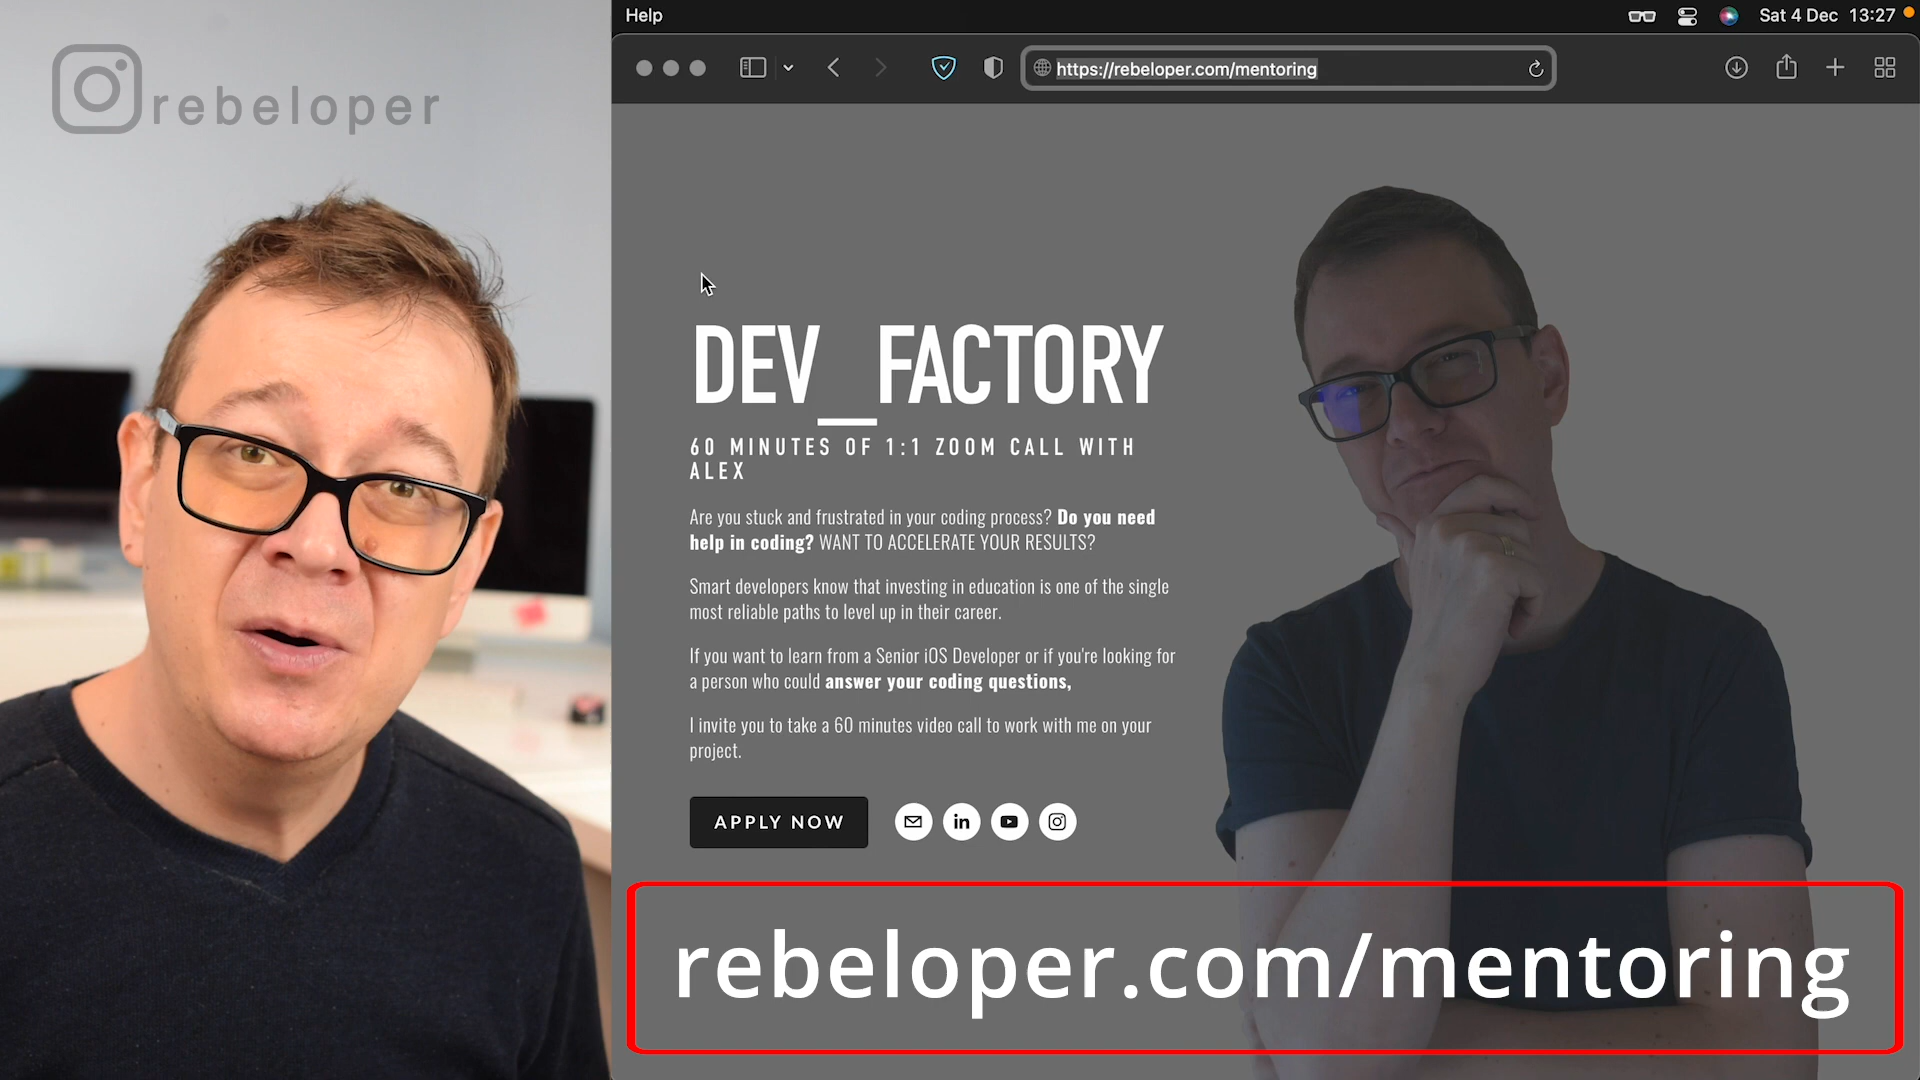 rebeloper
Help
Sat 4 Dec 13:27
https://rebeloper.com/mentoring
DEV_FACTORY
60 MINUTES OF 1:1 ZOOM CALL WITH
ALEX
Are you stuck and frustrated in your coding process? Do you need
help in coding? WANT TO ACCELERATE YOUR RESULTS?
Smart developers know that investing in education is one of the single
most reliable paths to level up in their career.
If you want to learn from a Senior iOS Developer or if you're looking for
a person who could answer your coding questions,
I invite you to take a 60 minutes video call to work with me on your
project.
APPLY NOW
in
rebeloper.com/mentoring